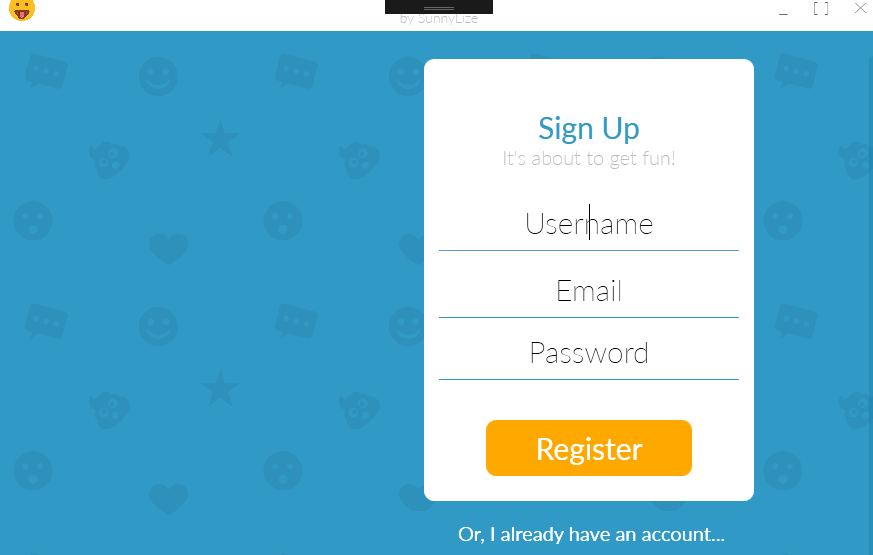 by SunnyLize
Sign Up
It's about to get fun!
Username
Email
Password
Register
Or, I already have an account...